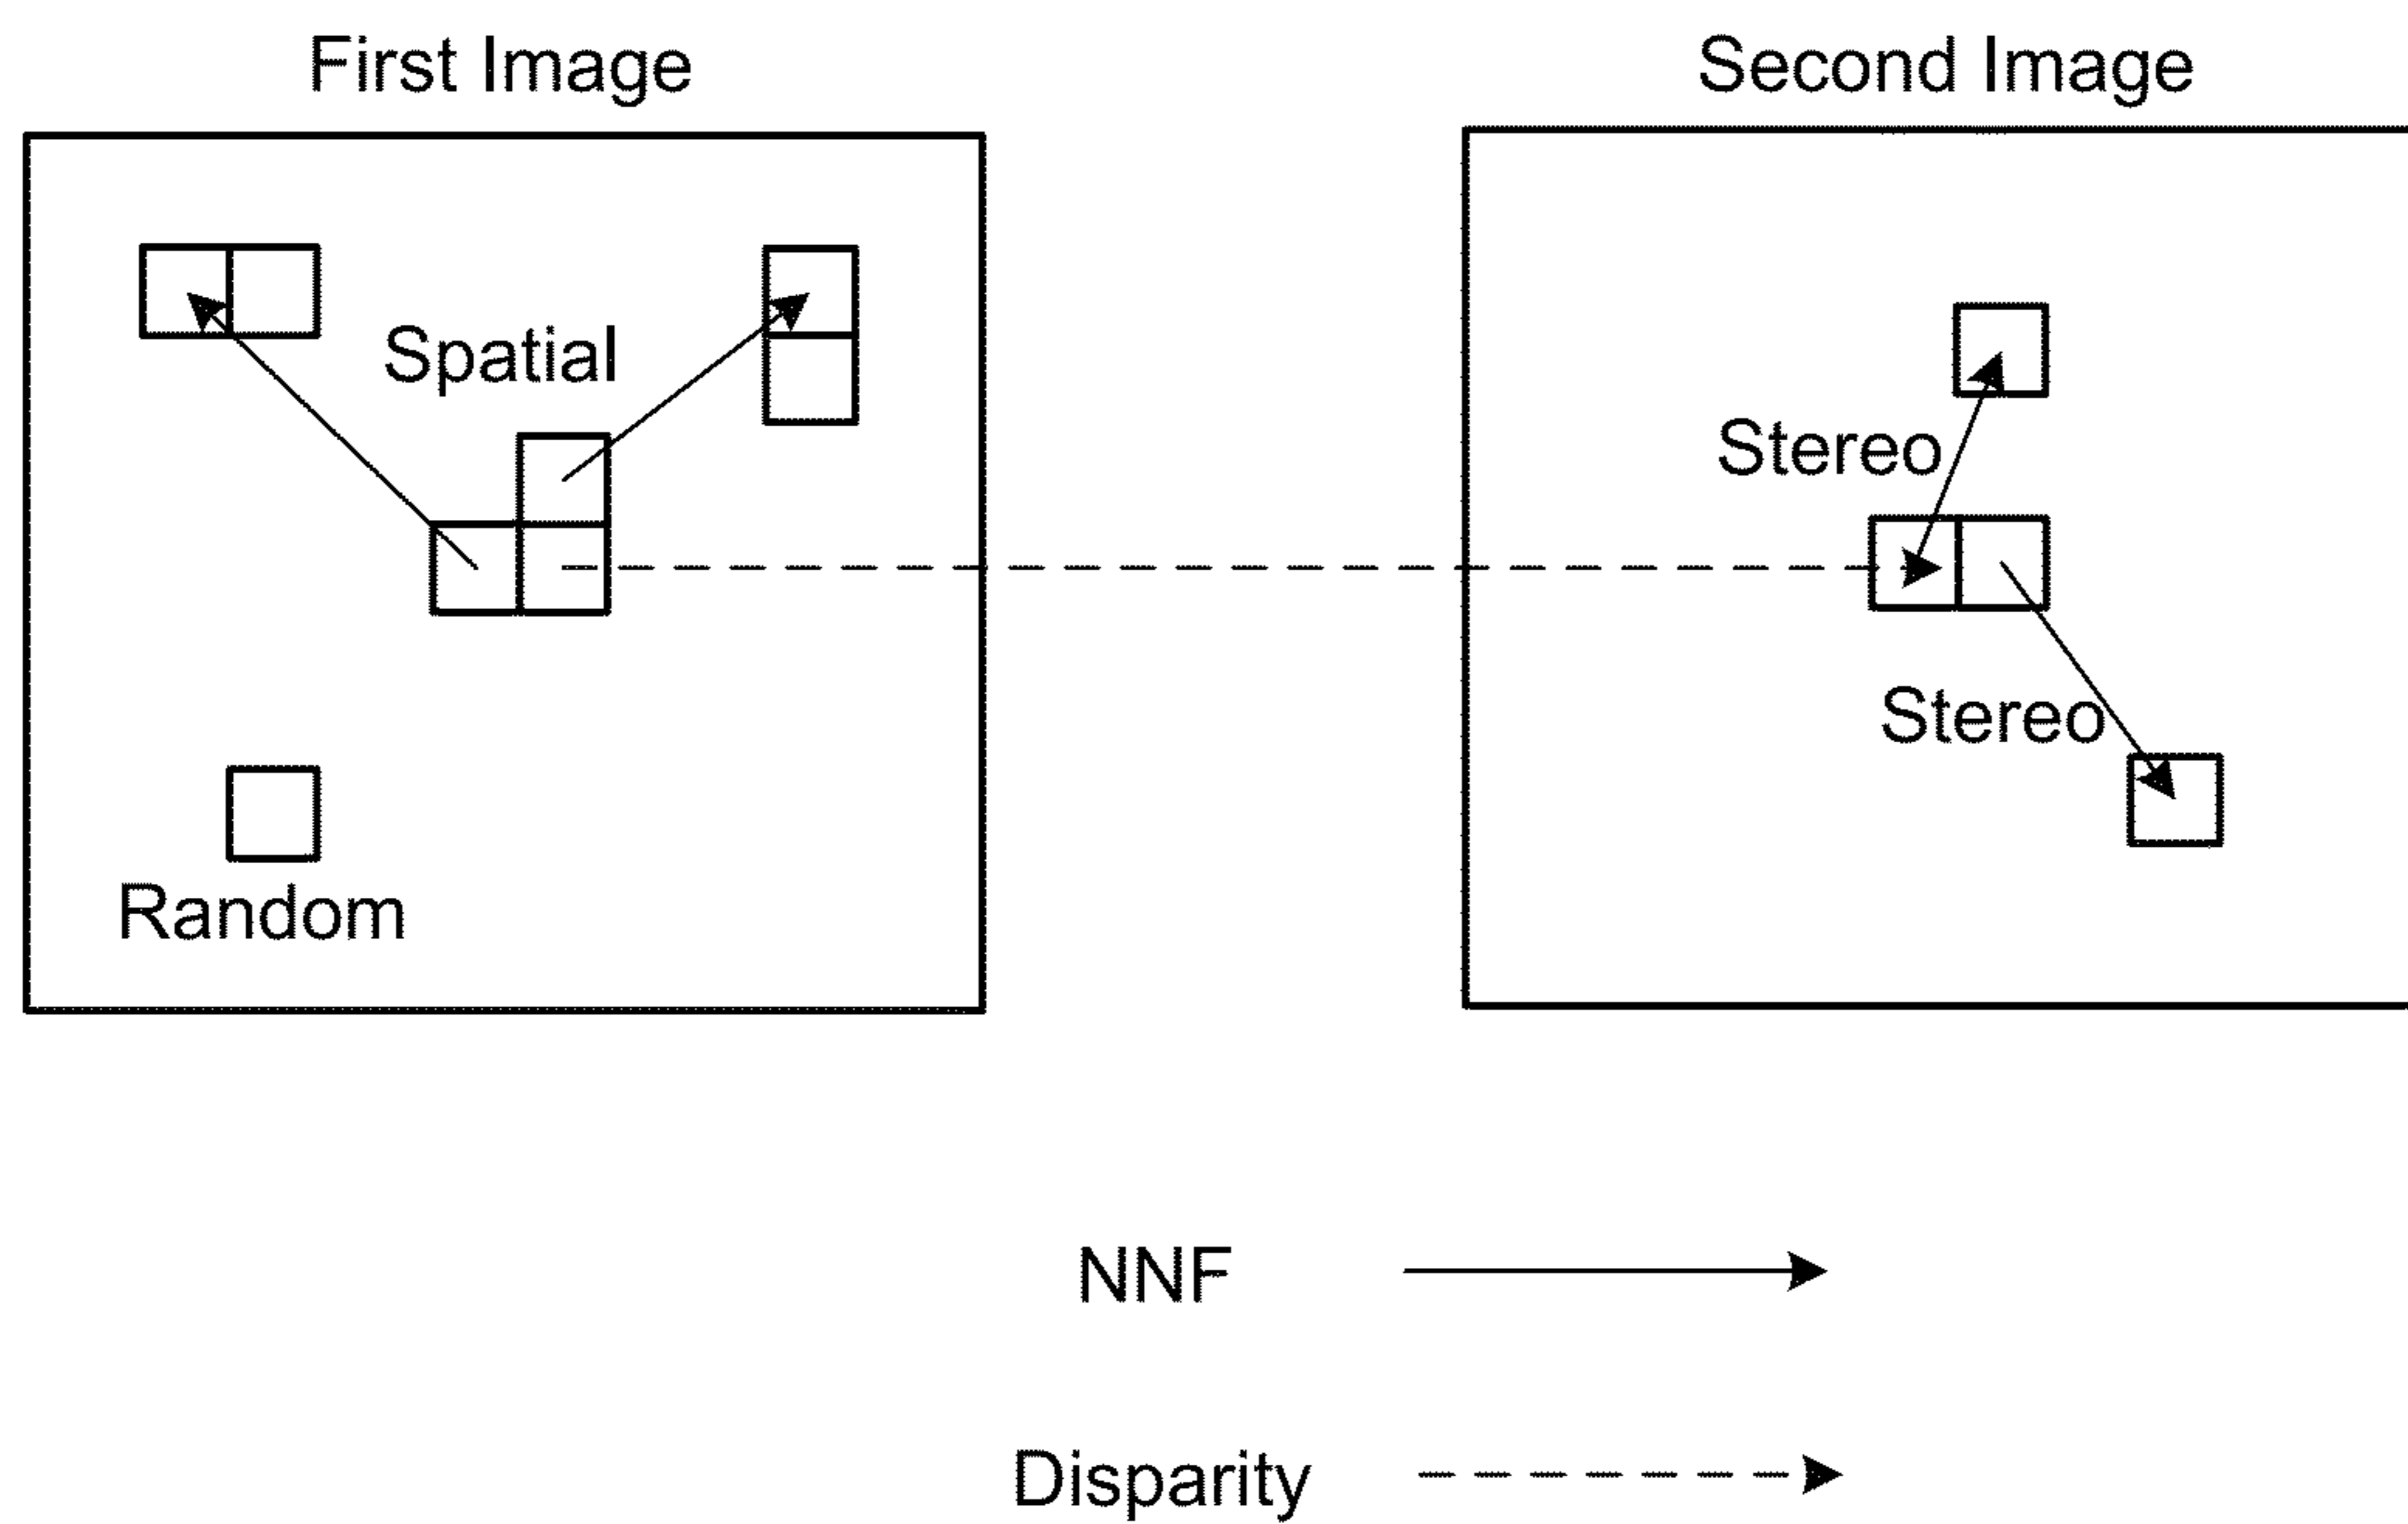 First Image
Second Image
Spatial
Stereo
Stereo
Random
NNF
Disparity